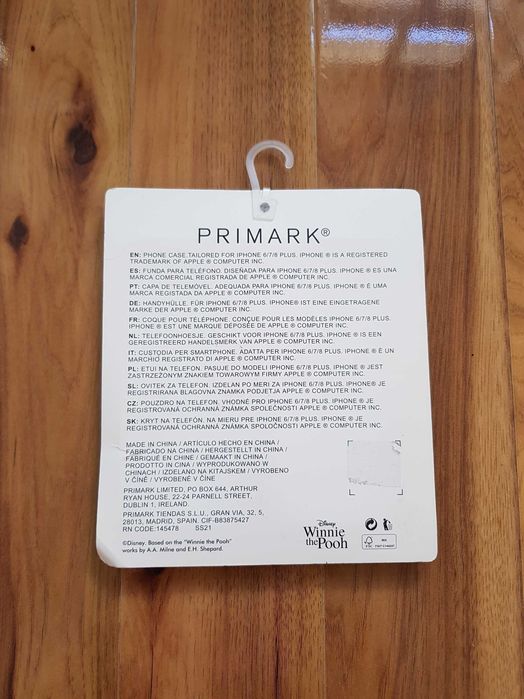 PRIMARK®
EN: PHONE CASE.TAILORED FOR IPHONE 6/7/8 PLUS. IPHONE ® IS A REGISTERED
TRADEMARK OF APPLE ® COMPUTER INC.
ES: FUNDA PARA TELÉFONO. DISEÑADA PARA IPHONE 6/7/8 PLUS. IPHONE ® ES UNA
MARCA COMERCIAL REGISTRADA DE APPLE ® COMPUTER INC.
PT: CAPA DE TELEMÓVEL. ADEQUADA PARA IPHONE 6/7/8 PLUS. IPHONE ® É UMA
MARCA REGISTADA DA APPLE ® COMPUTER INC.
DE: HANDYHÜLLE. FÜR IPHONE 6/7/8 PLUS. IPHONE® IST EINE EINGETRAGENE
MARKE DER APPLE ® COMPUTER INC.
FR: COQUE POUR TÉLÉPHONE. CONÇUE POUR LES MODÈLES IPHONE 6/7/8 PLUS.
IPHONE ® EST UNE MARQUE DÉPOSÉE DE APPLE ® COMPUTER INC.
NL: TELEFOONHOESJE. GESCHIKT VOOR IPHONE 6/7/8 PLUS. IPHONE ® IS EEN
GEREGISTREERD HANDELSMERK VAN APPLE ® COMPUTER INC.
IT: CUSTODIA PER SMARTPHONE. ADATTA PER IPHONE 6/7/8 PLUS. IPHONE ® È UN
MARCHIO REGISTRATO DI APPLE ® COMPUTER INC.
PL: ETUI NA TELEFON. PASUJE DO MODELI IPHONE 6/7/8 PLUS. IPHONE ® JEST
ZASTRZEŻONYM ZNAKIEM TOWAROWYM FIRMY APPLE ® COMPUTER INC.
SL: OVITEK ZA TELEFON. IZDELAN PO MERI ZA IPHONE 6/7/8 PLUS. IPHONE® JE
REGISTRIRANA BLAGOVNA ZNAMKA PODJETJA APPLE ® COMPUTER INC.
CZ: POUZDRO NA TELEFON. VHODNÉ PRO IPHONE 6/7/8 PLUS. IPHONE ® JE
REGISTROVANÁ OCHRANNÁ ZNÁMKA SPOLEČNOSTI APPLE ® COMPUTER INC.
SK: KRYT NA TELEFÓN. NA MIERU PRE IPHONE 6/7/8 PLUS. IPHONE ® JE
REGISTROVANÁ OCHRANNÁ ZNÁMKA SPOLOČNOSTI APPLE ® COMPUTER INC.
MADE IN CHINA / ARTÍCULO HECHO EN CHINA /
FABRICADO NA CHINA / HERGESTELLT IN CHINA /
FABRIQUÉ EN CHINE / GEMAAKT IN CHINA /
PRODOTTO IN CINA / WYPRODUKOWANO W
CHINACH / IZDELANO NA KITAJSKEM / VYROBENO
V ČÍNĚ / VYROBENÉ V ČÍNE
PRIMARK LIMITED, PO BOX 644, ARTHUR
RYAN HOUSE, 22-24 PARNELL STREET,
DUBLIN 1, IRELAND.
PRIMARK TIENDAS S.L.U., GRAN VIA, 32, 5,
28013, MADRID, SPAIN. CIF-B83875427
RN CODE:145478 SS21
©Disney. Based on the "Winnie the Pooh"
works by A.A. Milne and E.H. Shepard.
Disney
Winnie
the Pooh
FSC
MIX